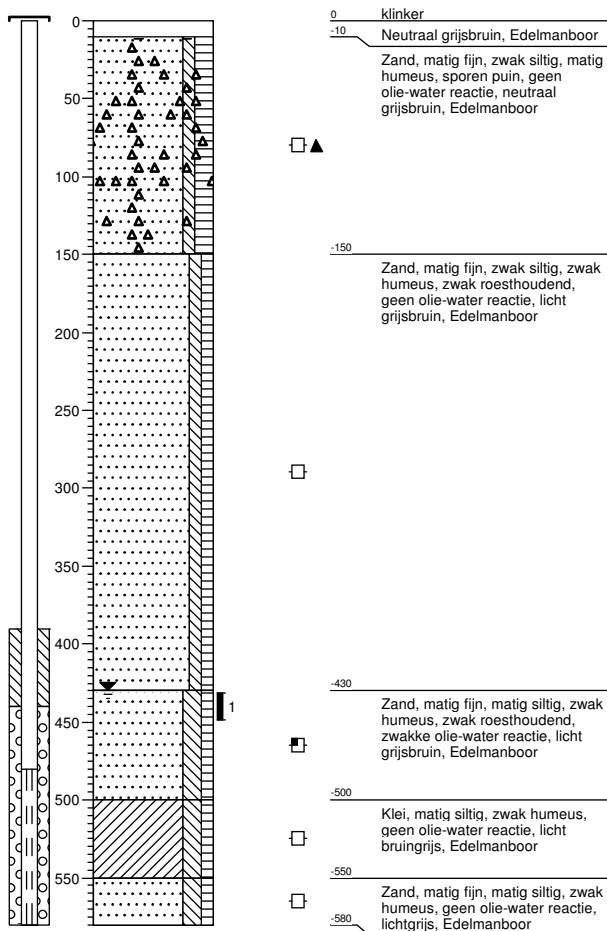 0
50
100
150
200
250
300
350
400
450
500
550
1
0
klinker
-10
Neutraal grijsbruin, Edelmanboor
Zand, matig fijn, zwak siltig, matig
humeus, sporen puin, geen
olie-water reactie, neutraal
grijsbruin, Edelmanboor
-150
Zand, matig fijn, zwak siltig, zwak
humeus, zwak roesthoudend,
geen olie-water reactie, licht
grijsbruin, Edelmanboor
-430
Zand, matig fijn, matig siltig, zwak
humeus, zwak roesthoudend,
zwakke olie-water reactie, licht
grijsbruin, Edelmanboor
-500
Klei, matig siltig, zwak humeus,
geen olie-water reactie, licht
bruingrijs, Edelmanboor
-550
Zand, matig fijn, matig siltig, zwak
humeus, geen olie-water reactie,
lichtgrijs, Edelmanboor
-580